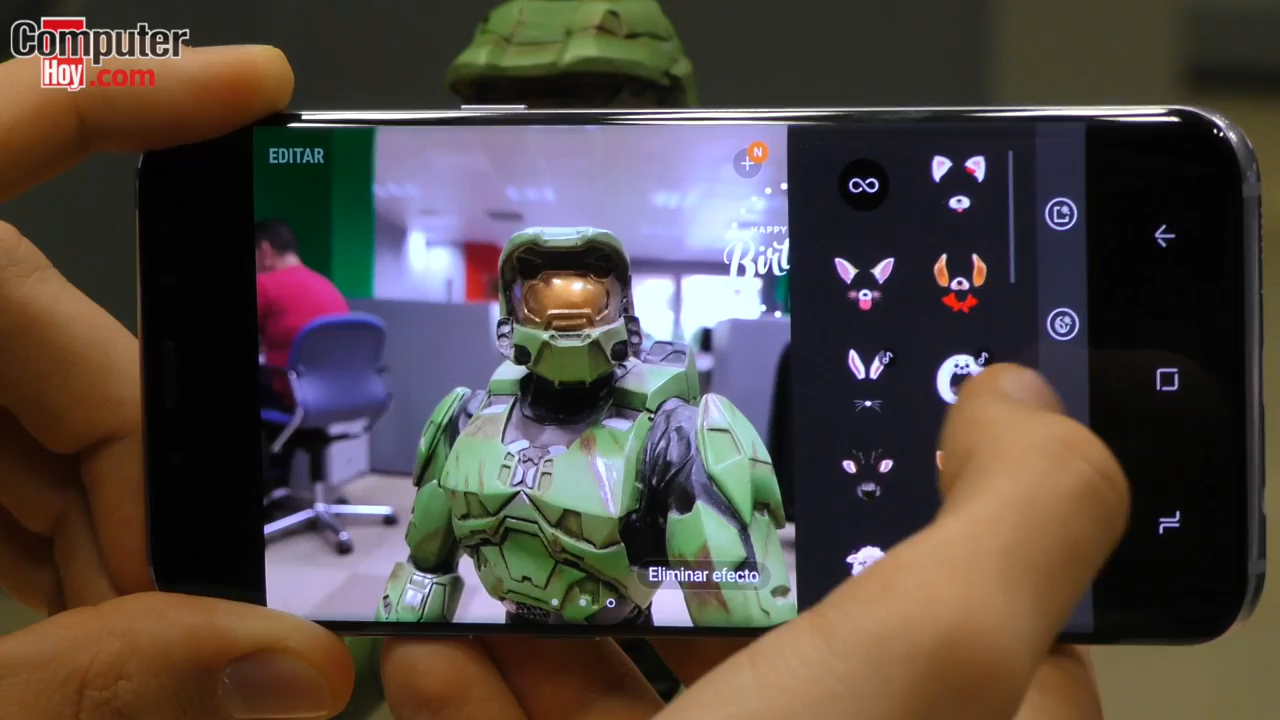 Computer
Hoy.com
EDITAR
N
HAPPY
Birt
Eliminar efecto